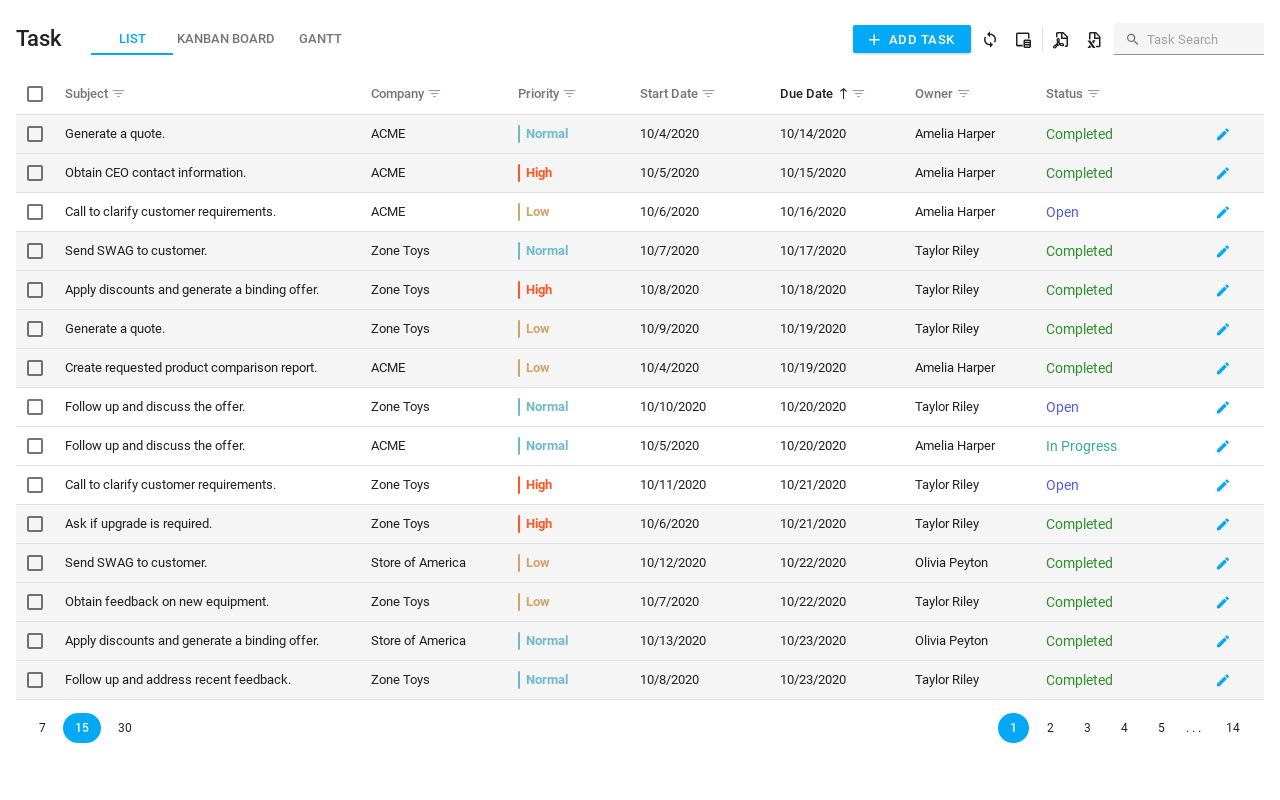 Task LIST KANBAN BOARD GANTT ADD TASK Task Search
Subject Company Priority Start Date Due Date Owner Status
Generate a quote. ACME Normal 10/4/2020 10/14/2020 Amelia Harper Completed
Obtain CEO contact information. ACME High 10/5/2020 10/15/2020 Amelia Harper Completed
Call to clarify customer requirements. ACME Low 10/6/2020 10/16/2020 Amelia Harper Open
Send SWAG to customer. Zone Toys Normal 10/7/2020 10/17/2020 Taylor Riley Completed
Apply discounts and generate a binding offer. Zone Toys High 10/8/2020 10/18/2020 Taylor Riley Completed
Generate a quote. Zone Toys Low 10/9/2020 10/19/2020 Taylor Riley Completed
Create requested product comparison report. ACME Low 10/4/2020 10/19/2020 Amelia Harper Completed
Follow up and discuss the offer. Zone Toys Normal 10/10/2020 10/20/2020 Taylor Riley Open
Follow up and discuss the offer. ACME Normal 10/5/2020 10/20/2020 Amelia Harper In Progress
Call to clarify customer requirements. Zone Toys High 10/11/2020 10/21/2020 Taylor Riley Open
Ask if upgrade is required. Zone Toys High 10/6/2020 10/21/2020 Taylor Riley Completed
Send SWAG to customer. Store of America Low 10/12/2020 10/22/2020 Olivia Peyton Completed
Obtain feedback on new equipment. Zone Toys Low 10/7/2020 10/22/2020 Taylor Riley Completed
Apply discounts and generate a binding offer. Store of America Normal 10/13/2020 10/23/2020 Olivia Peyton Completed
Follow up and address recent feedback. Zone Toys Normal 10/8/2020 10/23/2020 Taylor Riley Completed
7 15 30 1 2 3 4 5 . . . 14